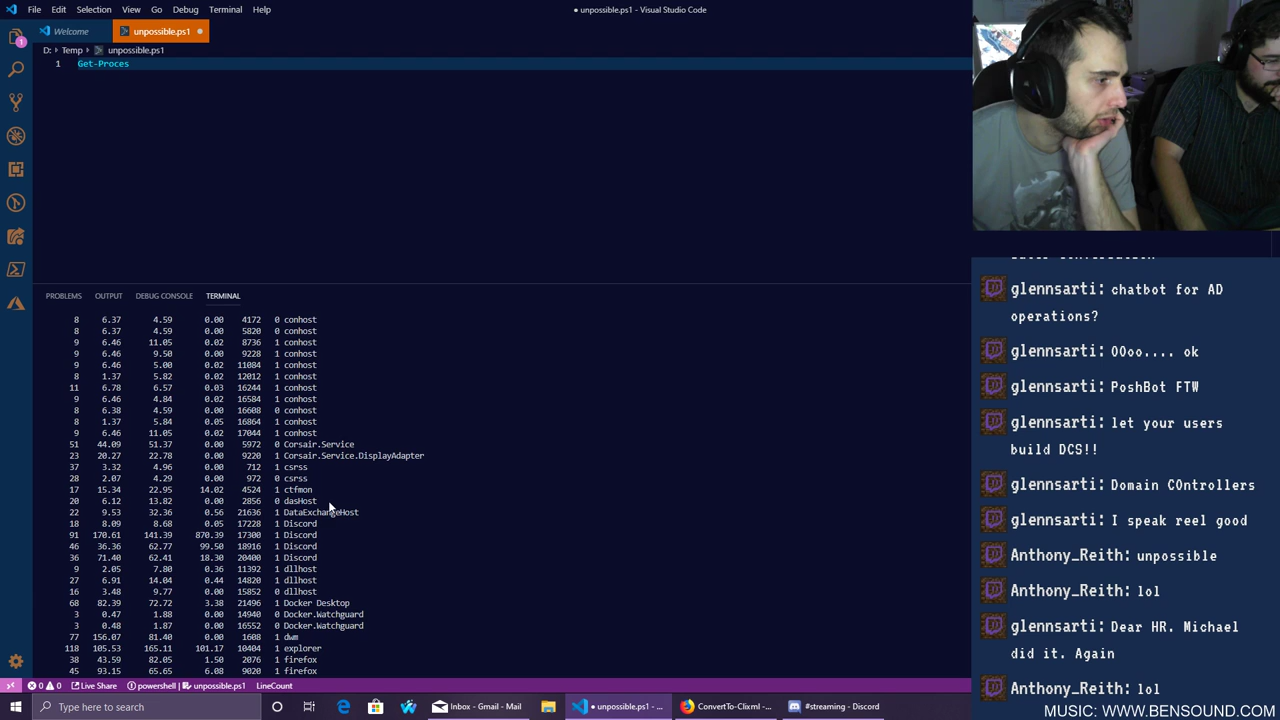 File Edit Selection View Go Debug Terminal Help
● unpossible.ps1 - Visual Studio Code
Welcome
unpossible.ps1 ●
D: › Temp › unpossible.ps1
1 Get-Proces
PROBLEMS OUTPUT DEBUG CONSOLE TERMINAL
8 6.37 4.59 0.00 4172 0 conhost
8 6.37 4.59 0.00 5820 0 conhost
9 6.46 11.05 0.02 8736 1 conhost
9 6.46 9.50 0.00 9228 1 conhost
9 6.46 5.00 0.02 11084 1 conhost
8 1.37 5.82 0.02 12012 1 conhost
11 6.78 6.57 0.03 16244 1 conhost
9 6.46 4.84 0.02 16584 1 conhost
8 6.38 4.59 0.00 16608 0 conhost
8 1.37 5.84 0.05 16864 1 conhost
9 6.46 11.05 0.02 17044 1 conhost
51 44.09 51.37 0.00 5972 0 Corsair.Service
23 20.27 22.78 0.00 9220 1 Corsair.Service.DisplayAdapter
37 3.32 4.96 0.00 712 1 csrss
28 2.07 4.29 0.00 972 0 csrss
17 15.34 22.95 14.02 4524 1 ctfmon
20 6.12 13.82 0.00 2856 0 dasHost
22 9.53 32.36 0.56 21636 1 DataExchangeHost
18 8.09 8.68 0.05 17228 1 Discord
91 170.61 141.39 870.39 17300 1 Discord
46 36.36 62.77 99.50 18916 1 Discord
36 71.40 62.41 18.30 20400 1 Discord
9 2.05 7.80 0.36 11392 1 dllhost
27 6.91 14.04 0.44 14820 1 dllhost
16 3.48 9.77 0.00 15852 0 dllhost
68 82.39 72.72 3.38 21496 1 Docker Desktop
3 0.47 1.88 0.00 14940 0 Docker.Watchguard
3 0.48 1.87 0.00 16552 0 Docker.Watchguard
77 156.07 81.40 0.00 1608 1 dwm
118 105.53 165.11 101.17 10404 1 explorer
38 43.59 82.05 1.50 2076 1 firefox
45 93.15 65.65 6.08 9020 1 firefox
0 0 Live Share powershell | unpossible.ps1 LineCount
Type here to search
Inbox - Gmail - Mail
● unpossible.ps1 - ...
ConvertTo-Clixml -...
#streaming - Discord
glennsarti: chatbot for AD
operations?
glennsarti: OOoo.... ok
glennsarti: PoshBot FTW
glennsarti: let your users
build DCS!!
glennsarti: Domain COntrollers
glennsarti: I speak reel good
Anthony_Reith: unpossible
Anthony_Reith: lol
glennsarti: Dear HR. Michael
did it. Again
Anthony_Reith: lol
MUSIC: WWW.BENSOUND.COM